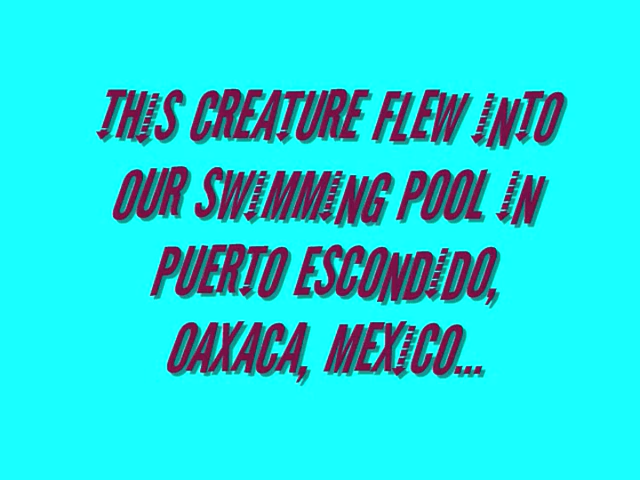 THIS CREATURE FLEW INTO
OUR SWIMMING POOL IN
PUERTO ESCONDIDO,
OAXACA, MEXICO...